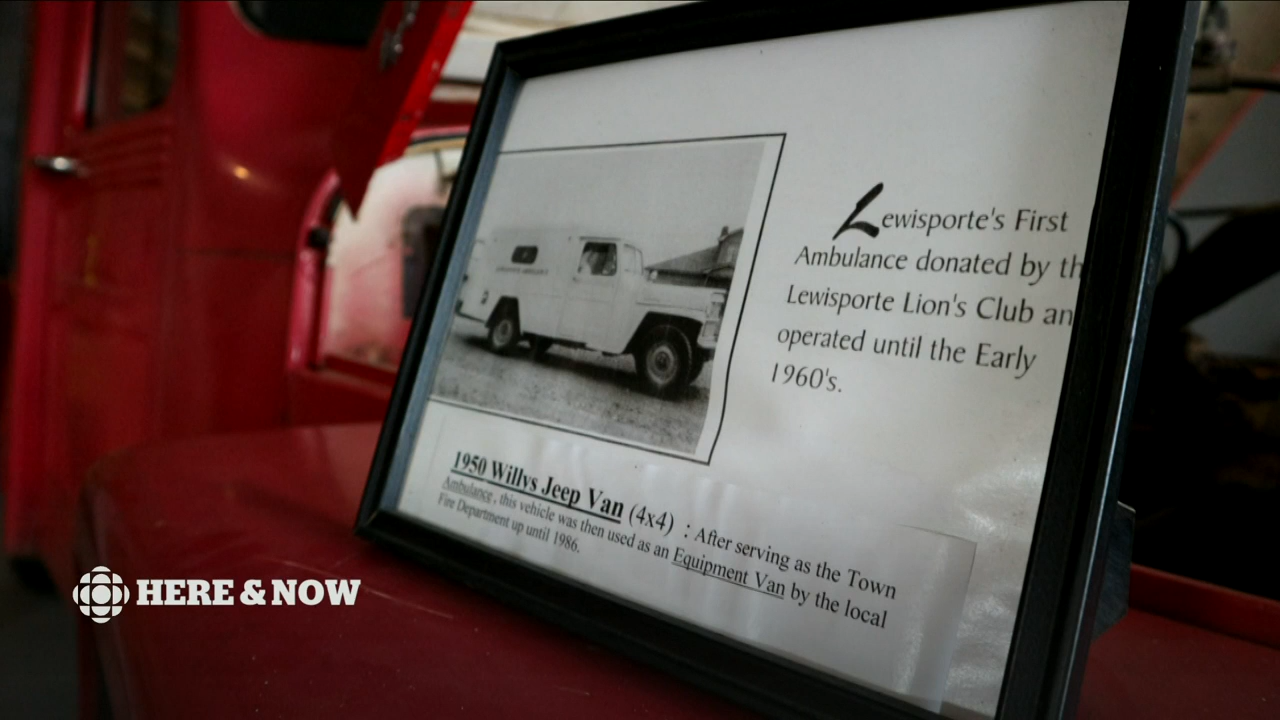 Lewisporte's First
Ambulance donated by th
Lewisporte Lion's Club an
operated until the Early
1960's.
1950 Willys Jeep Van (4x4) : After serving as the Town
Ambulance, this vehicle was then used as an Equipment Van by the local
Fire Department up until 1986.
HERE & NOW